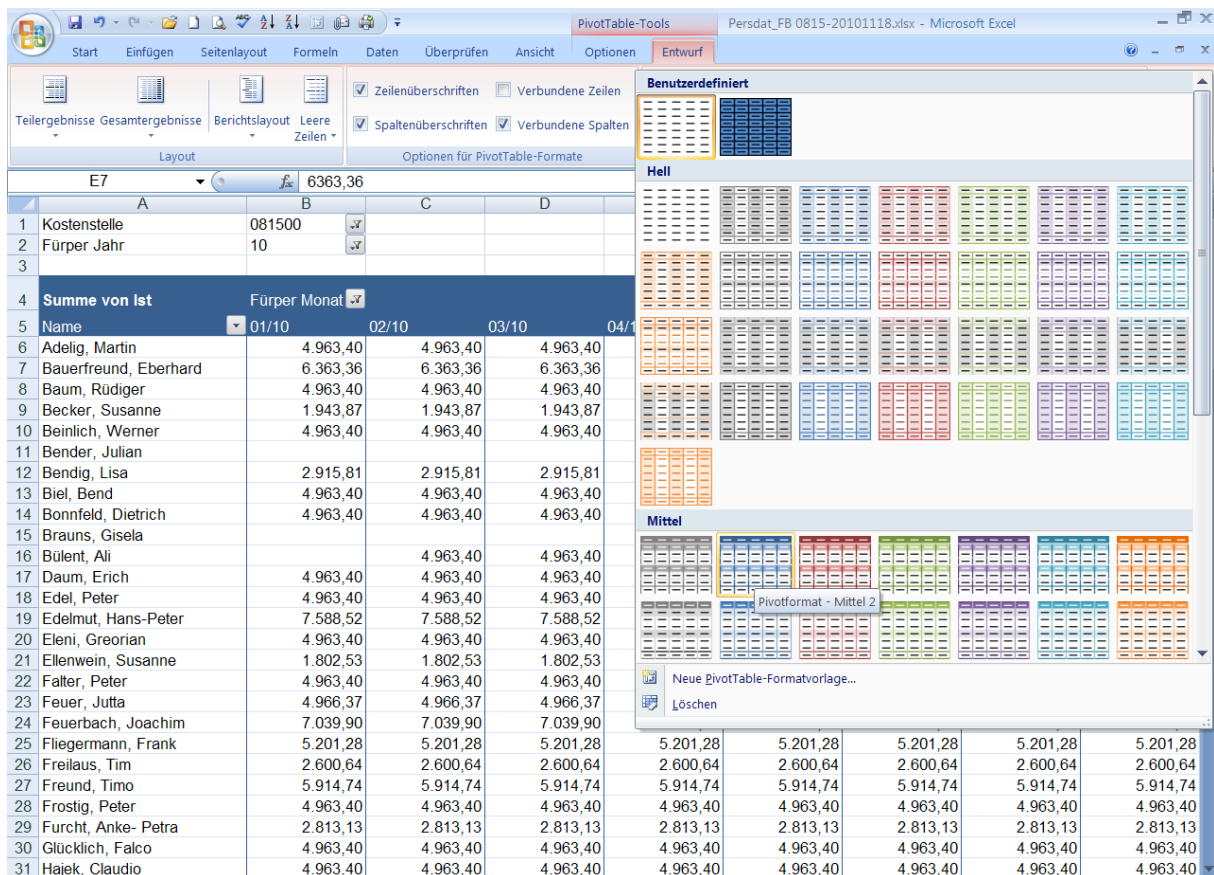 PivotTable-Tools Persdat_FB 0815-20101118.xlsx - Microsoft Excel
Start Einfügen Seitenlayout Formeln Daten Überprüfen Ansicht Optionen Entwurf
Teilergebnisse Gesamtergebnisse Berichtslayout Leere Zeilen
Layout
Zeilenüberschriften Verbundene Zeilen
Spaltenüberschriften Verbundene Spalten
Optionen für PivotTable-Formate
Benutzerdefiniert
Hell
Mittel
Pivotformat - Mittel 2
Neue PivotTable-Formatvorlage...
Löschen
E7 fx 6363,36
A B C D
1 Kostenstelle 081500
2 Fürper Jahr 10
3
4 Summe von Ist Fürper Monat
5 Name 01/10 02/10 03/10 04/1
6 Adelig, Martin 4.963,40 4.963,40 4.963,40
7 Bauerfreund, Eberhard 6.363,36 6.363,36 6.363,36
8 Baum, Rüdiger 4.963,40 4.963,40 4.963,40
9 Becker, Susanne 1.943,87 1.943,87 1.943,87
10 Beinlich, Werner 4.963,40 4.963,40 4.963,40
11 Bender, Julian
12 Bendig, Lisa 2.915,81 2.915,81 2.915,81
13 Biel, Bend 4.963,40 4.963,40 4.963,40
14 Bonnfeld, Dietrich 4.963,40 4.963,40 4.963,40
15 Brauns, Gisela
16 Bülent, Ali 4.963,40 4.963,40
17 Daum, Erich 4.963,40 4.963,40 4.963,40
18 Edel, Peter 4.963,40 4.963,40 4.963,40
19 Edelmut, Hans-Peter 7.588,52 7.588,52 7.588,52
20 Eleni, Greorian 4.963,40 4.963,40 4.963,40
21 Ellenwein, Susanne 1.802,53 1.802,53 1.802,53
22 Falter, Peter 4.963,40 4.963,40 4.963,40
23 Feuer, Jutta 4.966,37 4.966,37 4.966,37
24 Feuerbach, Joachim 7.039,90 7.039,90 7.039,90
25 Fliegermann, Frank 5.201,28 5.201,28 5.201,28 5.201,28 5.201,28 5.201,28 5.201,28 5.201,28
26 Freilaus, Tim 2.600,64 2.600,64 2.600,64 2.600,64 2.600,64 2.600,64 2.600,64 2.600,64
27 Freund, Timo 5.914,74 5.914,74 5.914,74 5.914,74 5.914,74 5.914,74 5.914,74 5.914,74
28 Frostig, Peter 4.963,40 4.963,40 4.963,40 4.963,40 4.963,40 4.963,40 4.963,40 4.963,40
29 Furcht, Anke- Petra 2.813,13 2.813,13 2.813,13 2.813,13 2.813,13 2.813,13 2.813,13 2.813,13
30 Glücklich, Falco 4.963,40 4.963,40 4.963,40 4.963,40 4.963,40 4.963,40 4.963,40 4.963,40
31 Hajek, Claudio 4.963,40 4.963,40 4.963,40 4.963,40 4.963,40 4.963,40 4.963,40 4.963,40